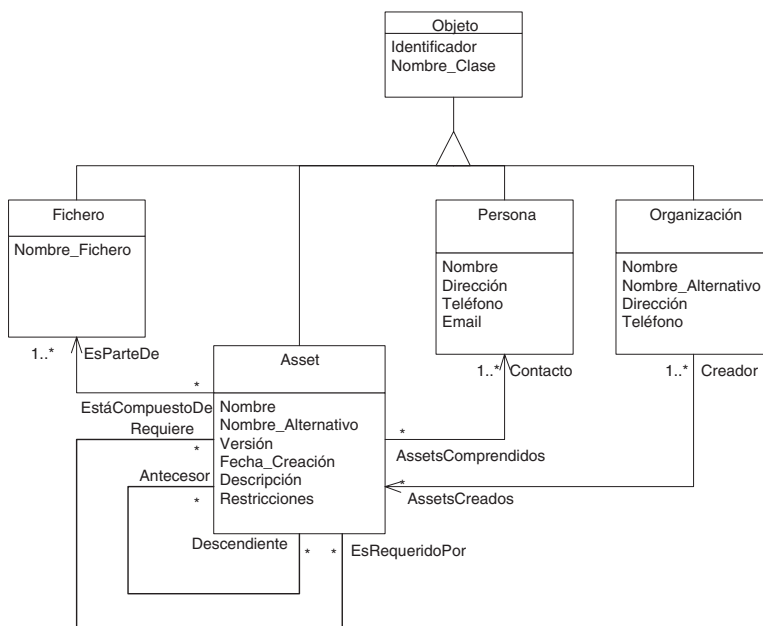 Objeto
Identificador
Nombre_Clase
Fichero
Nombre_Fichero
Persona
Nombre
Dirección
Teléfono
Email
Organización
Nombre
Nombre_Alternativo
Dirección
Teléfono
1..* EsParteDe
Asset
1..* Contacto
1..* Creador
*
EstáCompuestoDe
Nombre
Nombre_Alternativo
Versión
Fecha_Creación
Descripción
Restricciones
Requiere
*
*
AssetsComprendidos
Antecesor
*
*
AssetsCreados
Descendiente *
* EsRequeridoPor